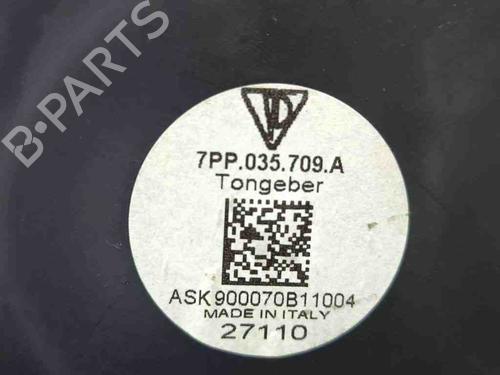 B-PARTS
7PP.035.709.A
Tongeber
ASK900070B11004
MADE IN ITALY
27110